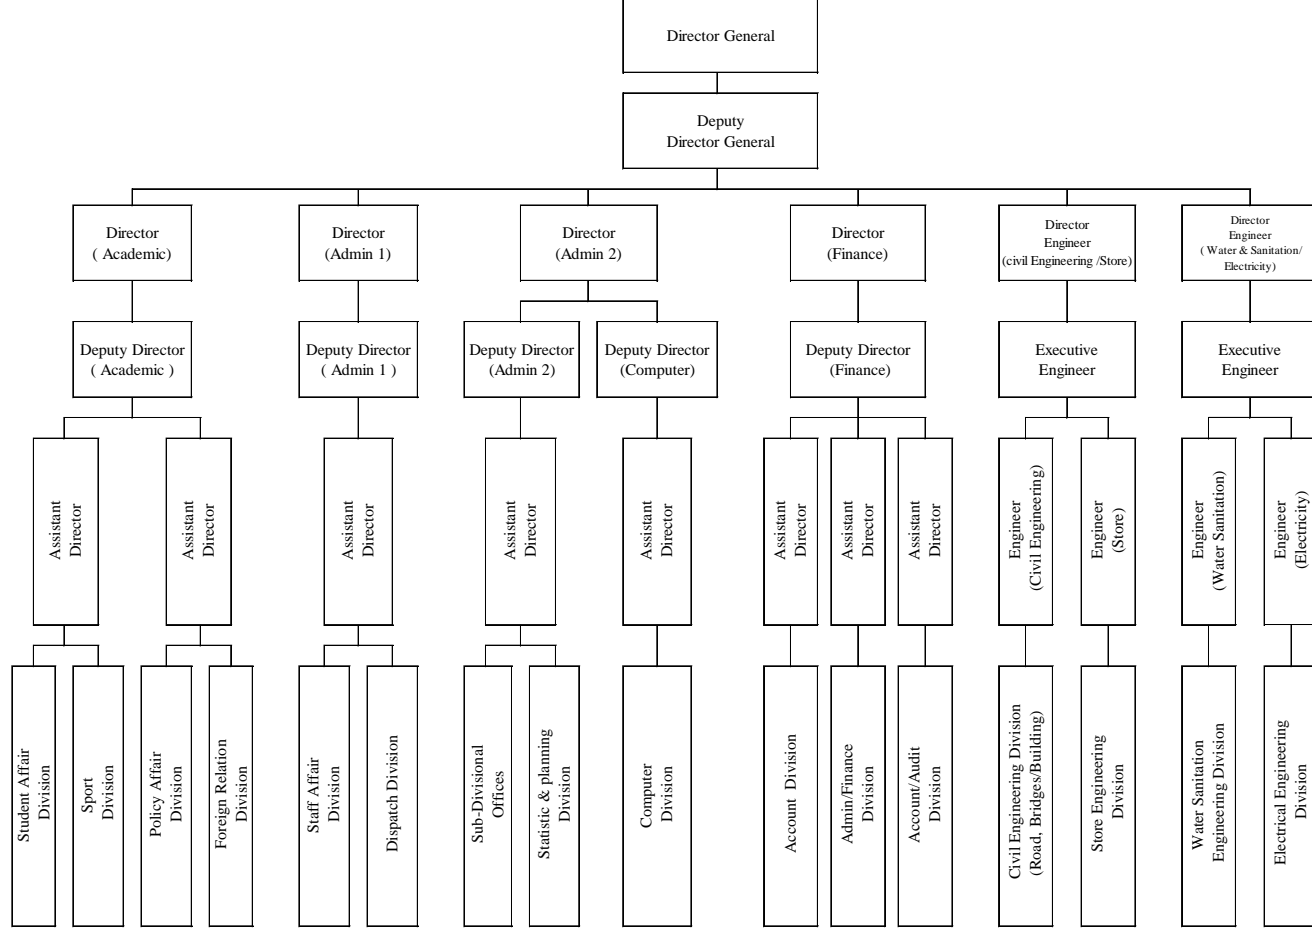 Director General
Deputy
Director General
Director
( Academic)
Director
(Admin 1)
Director
(Admin 2)
Director
(Finance)
Director
Engineer
(civil Engineering /Store)
Director
Engineer
( Water & Sanitation/
Electricity)
Deputy Director
( Academic )
Deputy Director
( Admin 1 )
Deputy Director
(Admin 2)
Deputy Director
(Computer)
Deputy Director
(Finance)
Executive
Engineer
Executive
Engineer
Assistant
Director
Assistant
Director
Assistant
Director
Assistant
Director
Assistant
Director
Assistant
Director
Assistant
Director
Assistant
Director
Engineer
(Civil Engineering)
Engineer
(Store)
Engineer
(Water Sanitation)
Engineer
(Electricity)
Student Affair
Division
Sport
Division
Policy Affair
Division
Foreign Relation
Division
Staff Affair
Division
Dispatch Division
Sub-Divisional
Offices
Statistic & planning
Division
Computer
Division
Account Division
Admin/Finance
Division
Account/Audit
Division
Civil Engineering Division
(Road, Bridges/Building)
Store Engineering
Division
Water Sanitation
Engineering Division
Electrical Engineering
Division